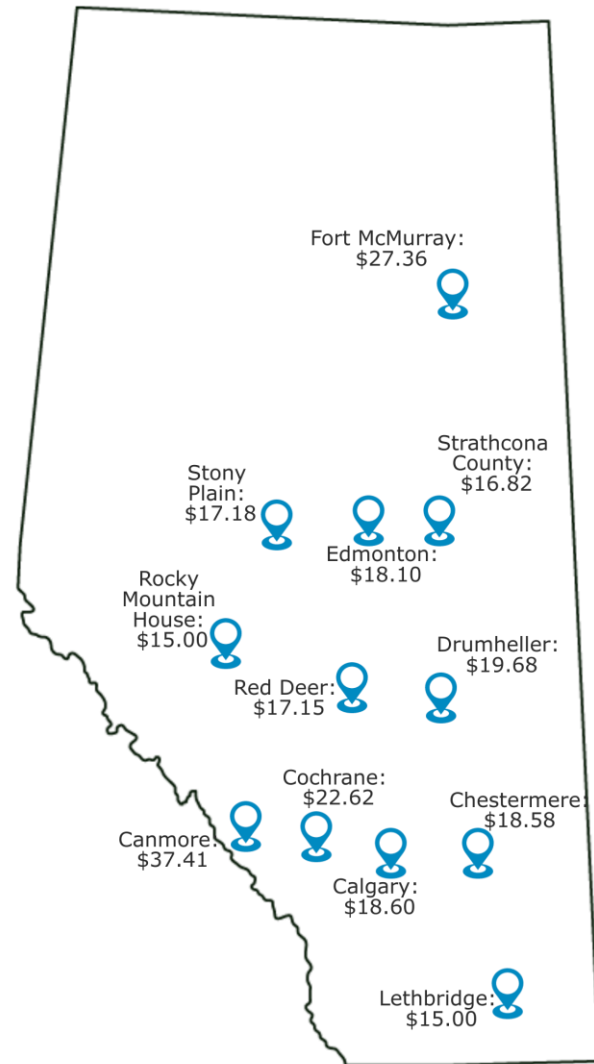 Fort McMurray:
$27.36
Strathcona
County:
$16.82
Stony
Plain:
$17.18
Edmonton:
$18.10
Rocky
Mountain
House:
$15.00
Drumheller:
$19.68
Red Deer:
$17.15
Cochrane:
$22.62
Chestermere:
$18.58
Canmore:
$37.41
Calgary:
$18.60
Lethbridge:
$15.00